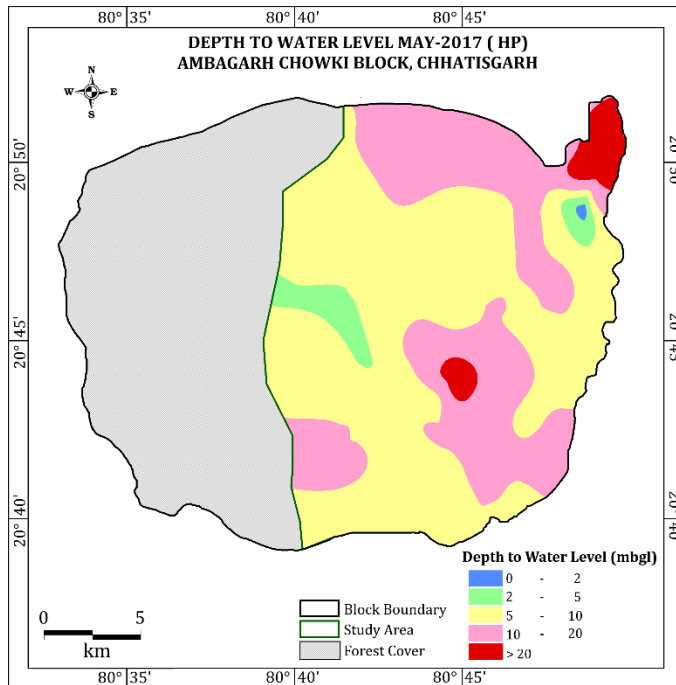 80° 35' 80° 40' 80° 45'
DEPTH TO WATER LEVEL MAY-2017 ( HP)
AMBAGARH CHOWKI BLOCK, CHHATISGARH
N
W E
S
20° 50' 20° 50'
20° 45' 20° 45'
20° 40' 20° 40'
Depth to Water Level (mbgl)
0 - 2
2 - 5
5 - 10
10 - 20
> 20
Block Boundary
Study Area
Forest Cover
0 5
km
80° 35' 80° 40' 80° 45'